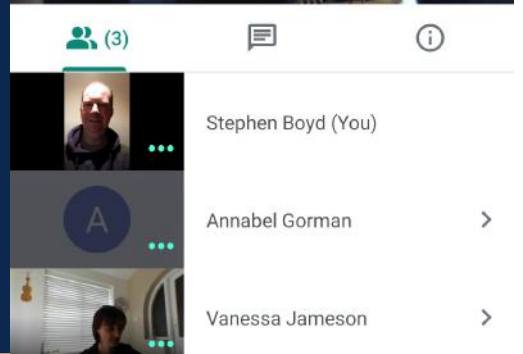 (3)
Stephen Boyd (You)
A
Annabel Gorman
Vanessa Jameson